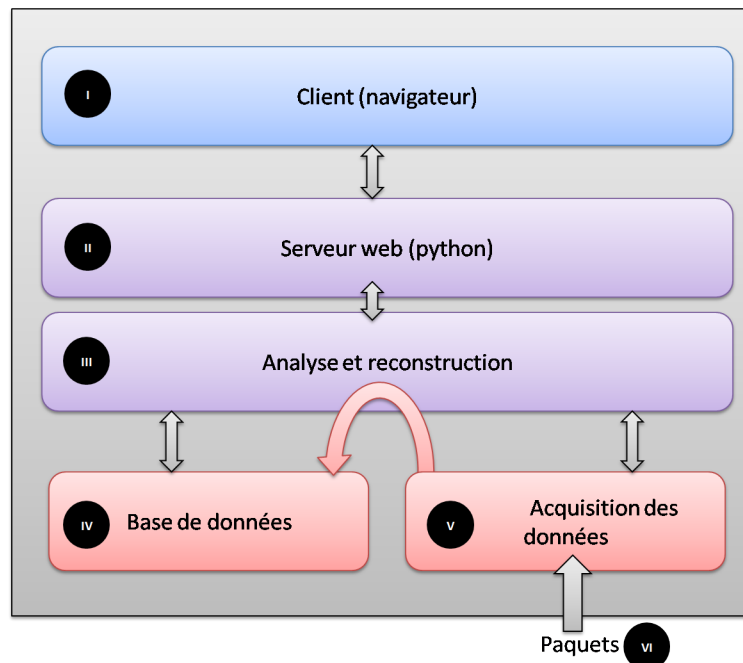 I
Client (navigateur)
II
Serveur web (python)
III
Analyse et reconstruction
IV
Base de données
V
Acquisition des
données
Paquets
VI